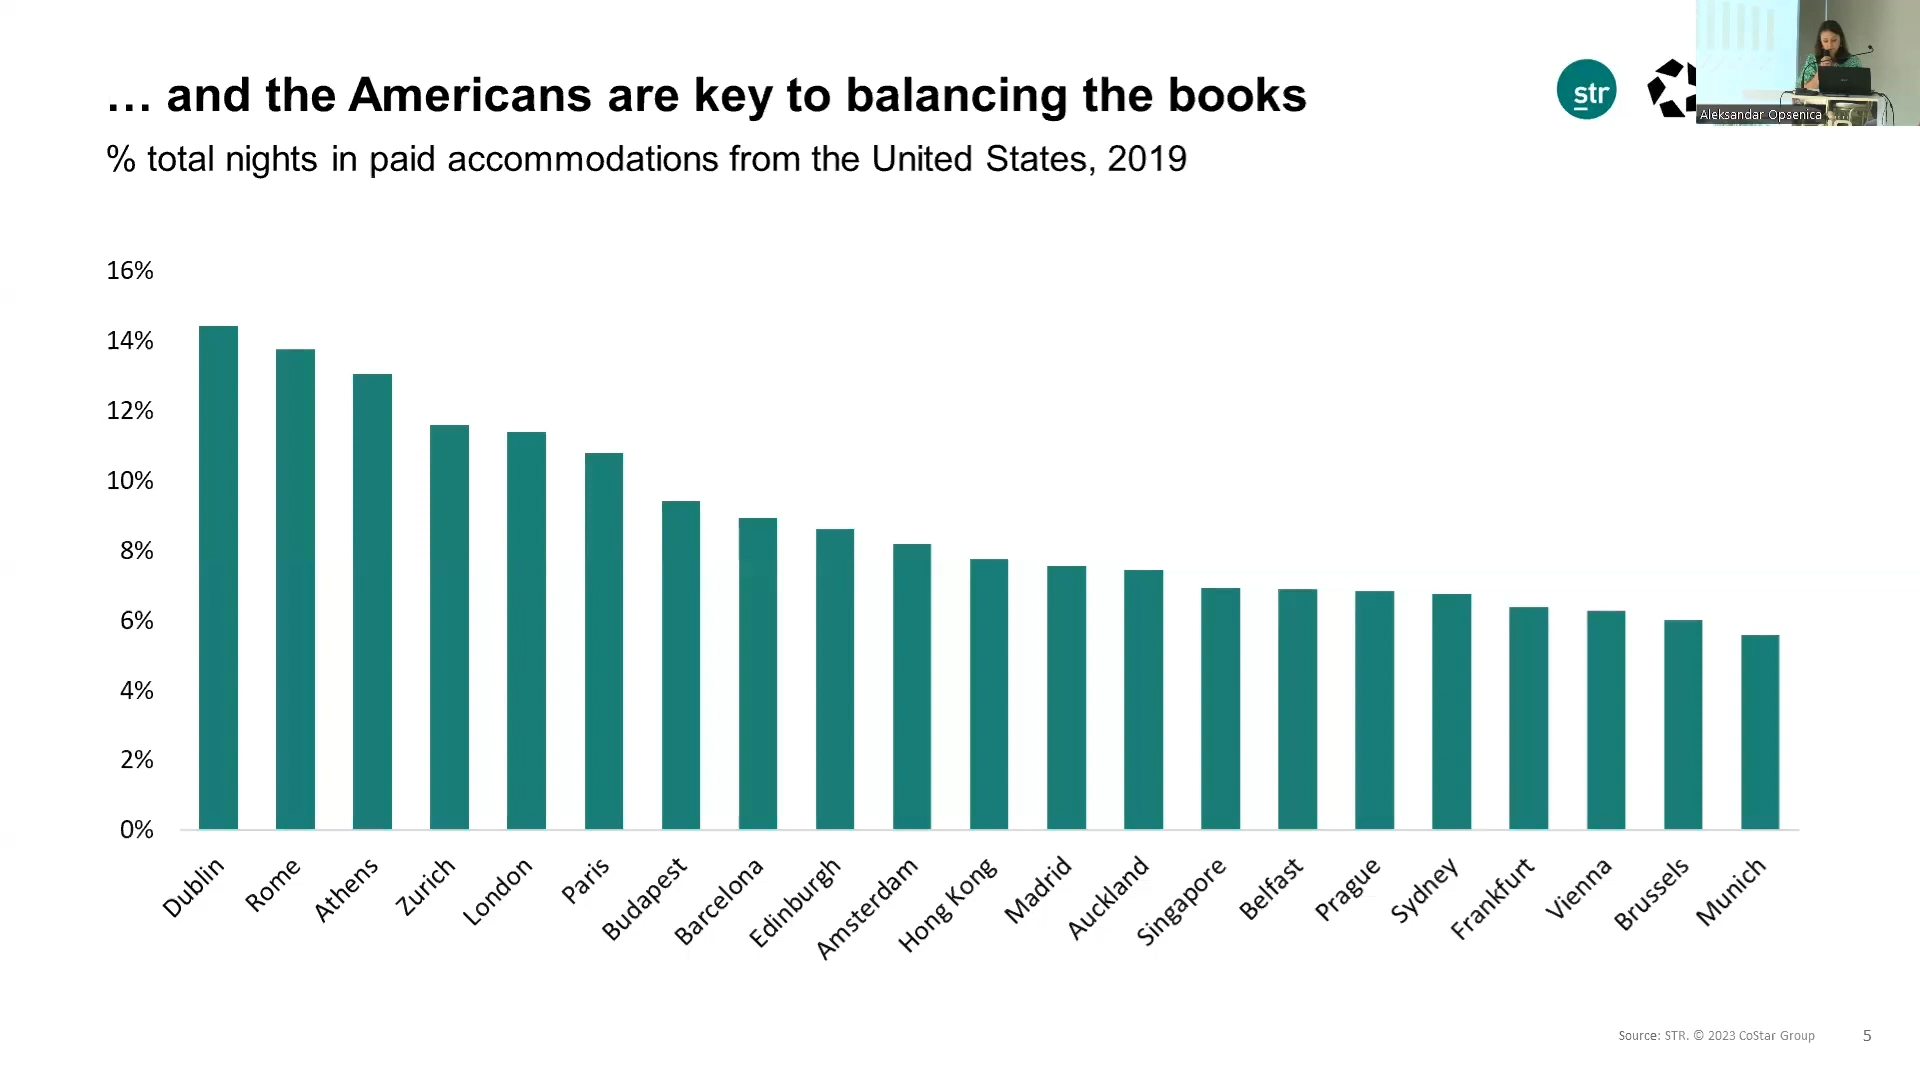 … and the Americans are key to balancing the books
% total nights in paid accommodations from the United States, 2019
str
Aleksandar Opsenica
16%
14%
12%
10%
8%
6%
4%
2%
0%
Dublin
Rome
Athens
Zurich
London
Paris
Budapest
Barcelona
Edinburgh
Amsterdam
Hong Kong
Madrid
Auckland
Singapore
Belfast
Prague
Sydney
Frankfurt
Vienna
Brussels
Munich
Source: STR. © 2023 CoStar Group
5